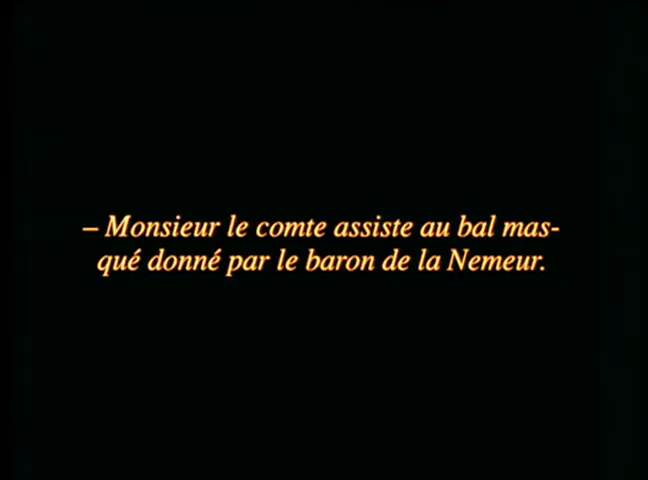 – Monsieur le comte assiste au bal mas-
qué donné par le baron de la Nemeur.